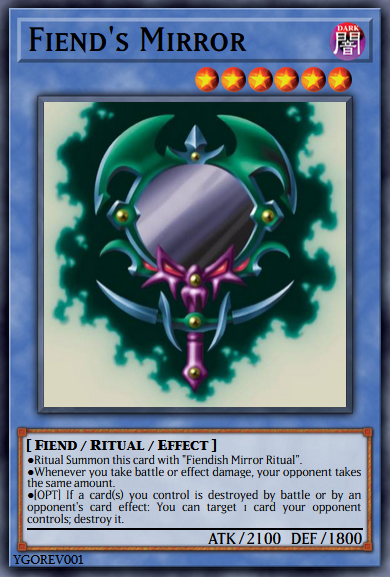 FIEND'S MIRROR
DARK
闇
[ FIEND / RITUAL / EFFECT ]
●Ritual Summon this card with "Fiendish Mirror Ritual".
●Whenever you take battle or effect damage, your opponent takes
the same amount.
●[OPT] If a card(s) you control is destroyed by battle or by an
opponent's card effect: You can target 1 card your opponent
controls; destroy it.
ATK/2100 DEF/1800
YGOREV001